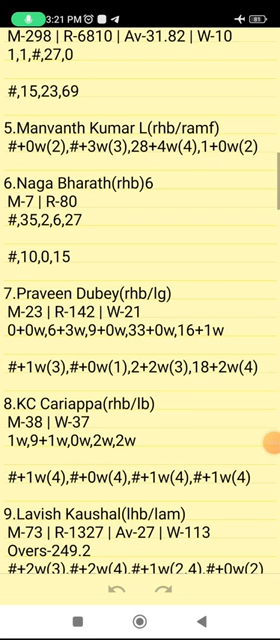 3:21 PM
81
M-298 | R-6810 | Av-31.82 | W-10
1,1,#,27,0
#,15,23,69
5.Manvanth Kumar L(rhb/ramf)
#+0w(2),#+3w(3),28+4w(4),1+0w(2)
6.Naga Bharath(rhb)6
M-7 | R-80
#,35,2,6,27
#,10,0,15
7.Praveen Dubey(rhb/lg)
M-23 | R-142 | W-21
0+0w,6+3w,9+0w,33+0w,16+1w
#+1w(3),#+0w(1),2+2w(3),18+2w(4)
8.KC Cariappa(rhb/lb)
M-38 | W-37
1w,9+1w,0w,2w,2w
#+1w(4),#+0w(4),#+1w(4),#+1w(4)
9.Lavish Kaushal(lhb/lam)
M-73 | R-1327 | Av-27 | W-113
Overs-249.2
#+2w(3),#+2w(4),#+1w(2.4),#+0w(2)